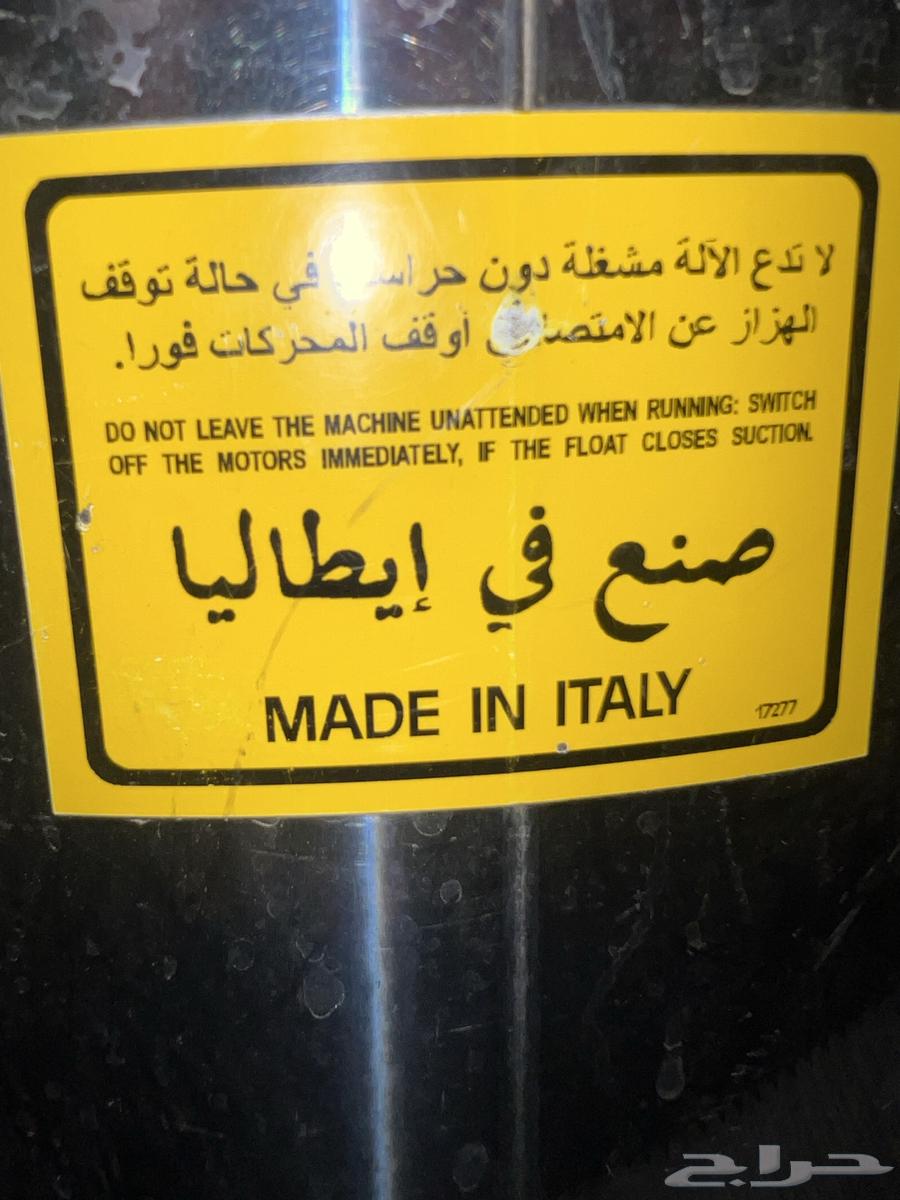 لا تدع الآلة مشغلة دون في حالة توقف
الهزاز عن أوقف المحركات فورا.
DO NOT LEAVE THE MACHINE UNATTENDED WHEN RUNNING: SWITCH
OFF THE MOTORS IMMEDIATELY, IF THE FLOAT CLOSES SUCTION.
صنع في إيطاليا
MADE IN ITALY
17277
حراج